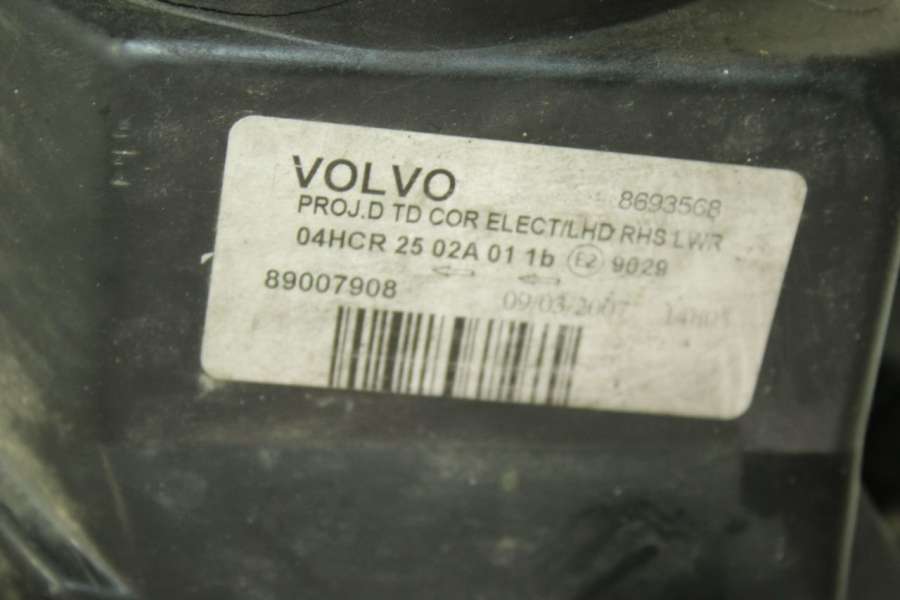 VOLVO 8693568
PROJ.D TD COR ELECT/LHD RHS LWR
04HCR 25 02A 01 1b E2 9029
89007908 09/03/2007